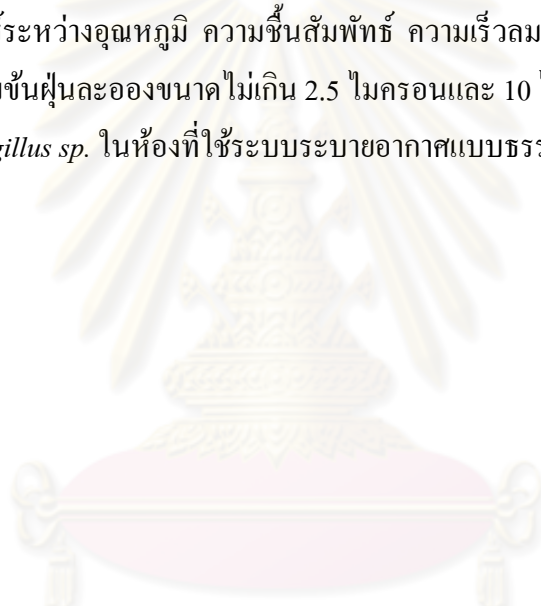 ระหว่างอุณหภูมิ ความชื้นสัมพัทธ์ ความเร็วลม
ข้นฝุ่นละอองขนาดไม่เกิน 2.5 ไมครอนและ 10
gillus sp. ในห้องที่ใช้ระบบระบายอากาศแบบธรร